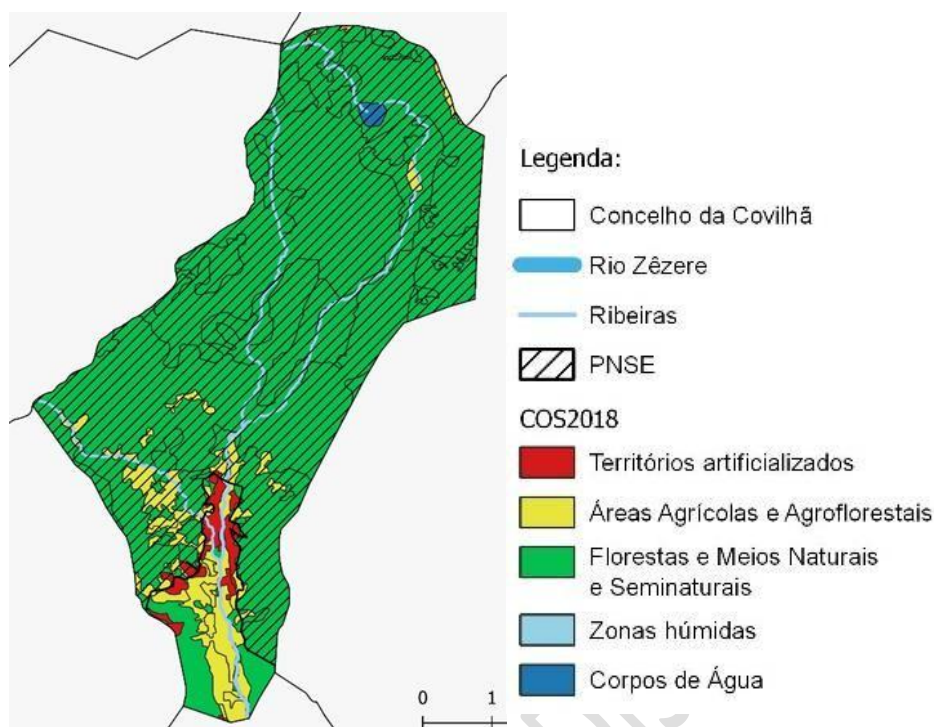 Legenda:
Concelho da Covilhã
Rio Zêzere
Ribeiras
PNSE
COS2018
Territórios artificializados
Áreas Agrícolas e Agroflorestais
Florestas e Meios Naturais
e Seminaturais
Zonas húmidas
Corpos de Água
0 1